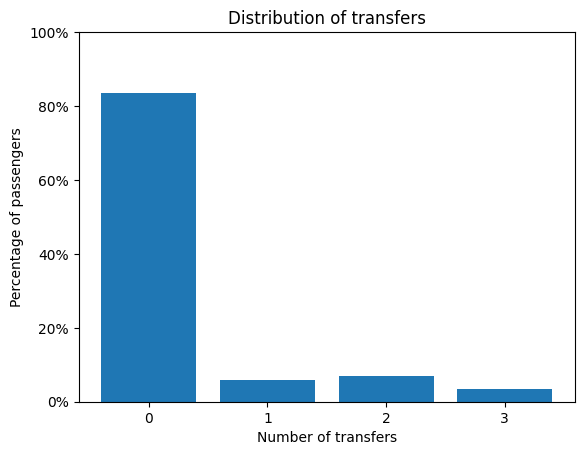 Distribution of transfers
100%
80%
60%
40%
20%
0%
Percentage of passengers
0 1 2 3
Number of transfers